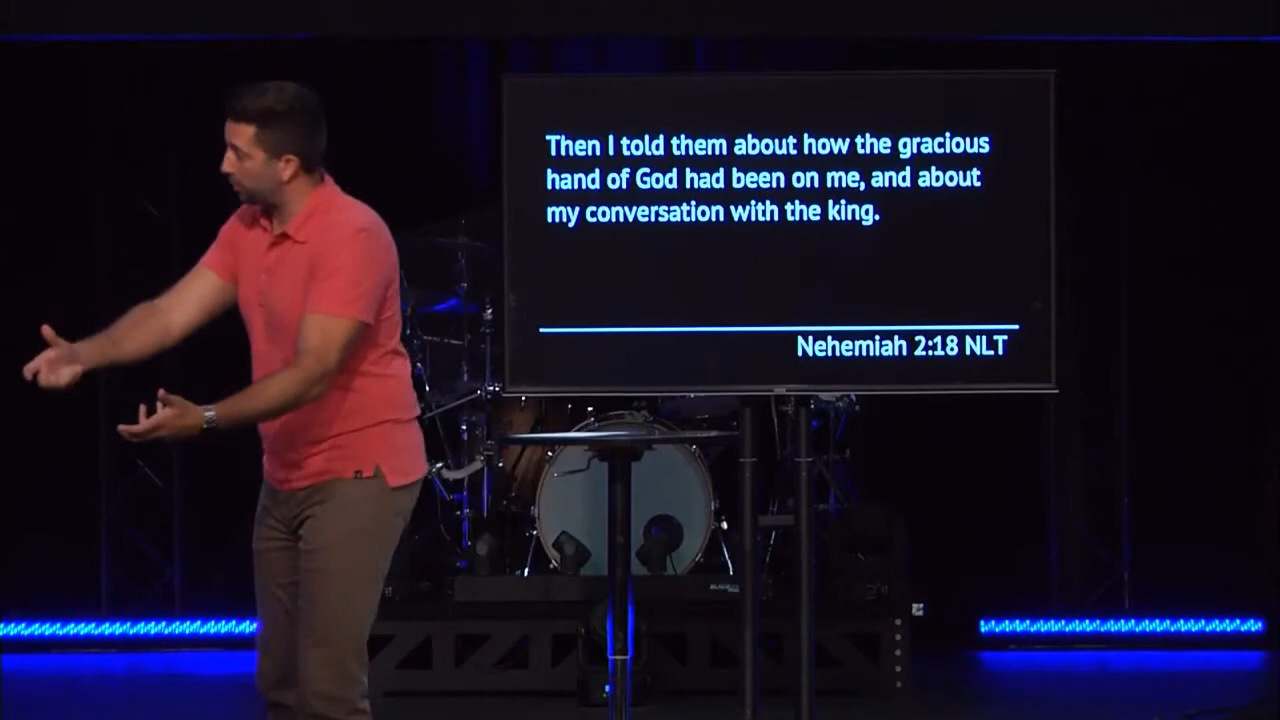 Then I told them about how the gracious
hand of God had been on me, and about
my conversation with the king.
Nehemiah 2:18 NLT